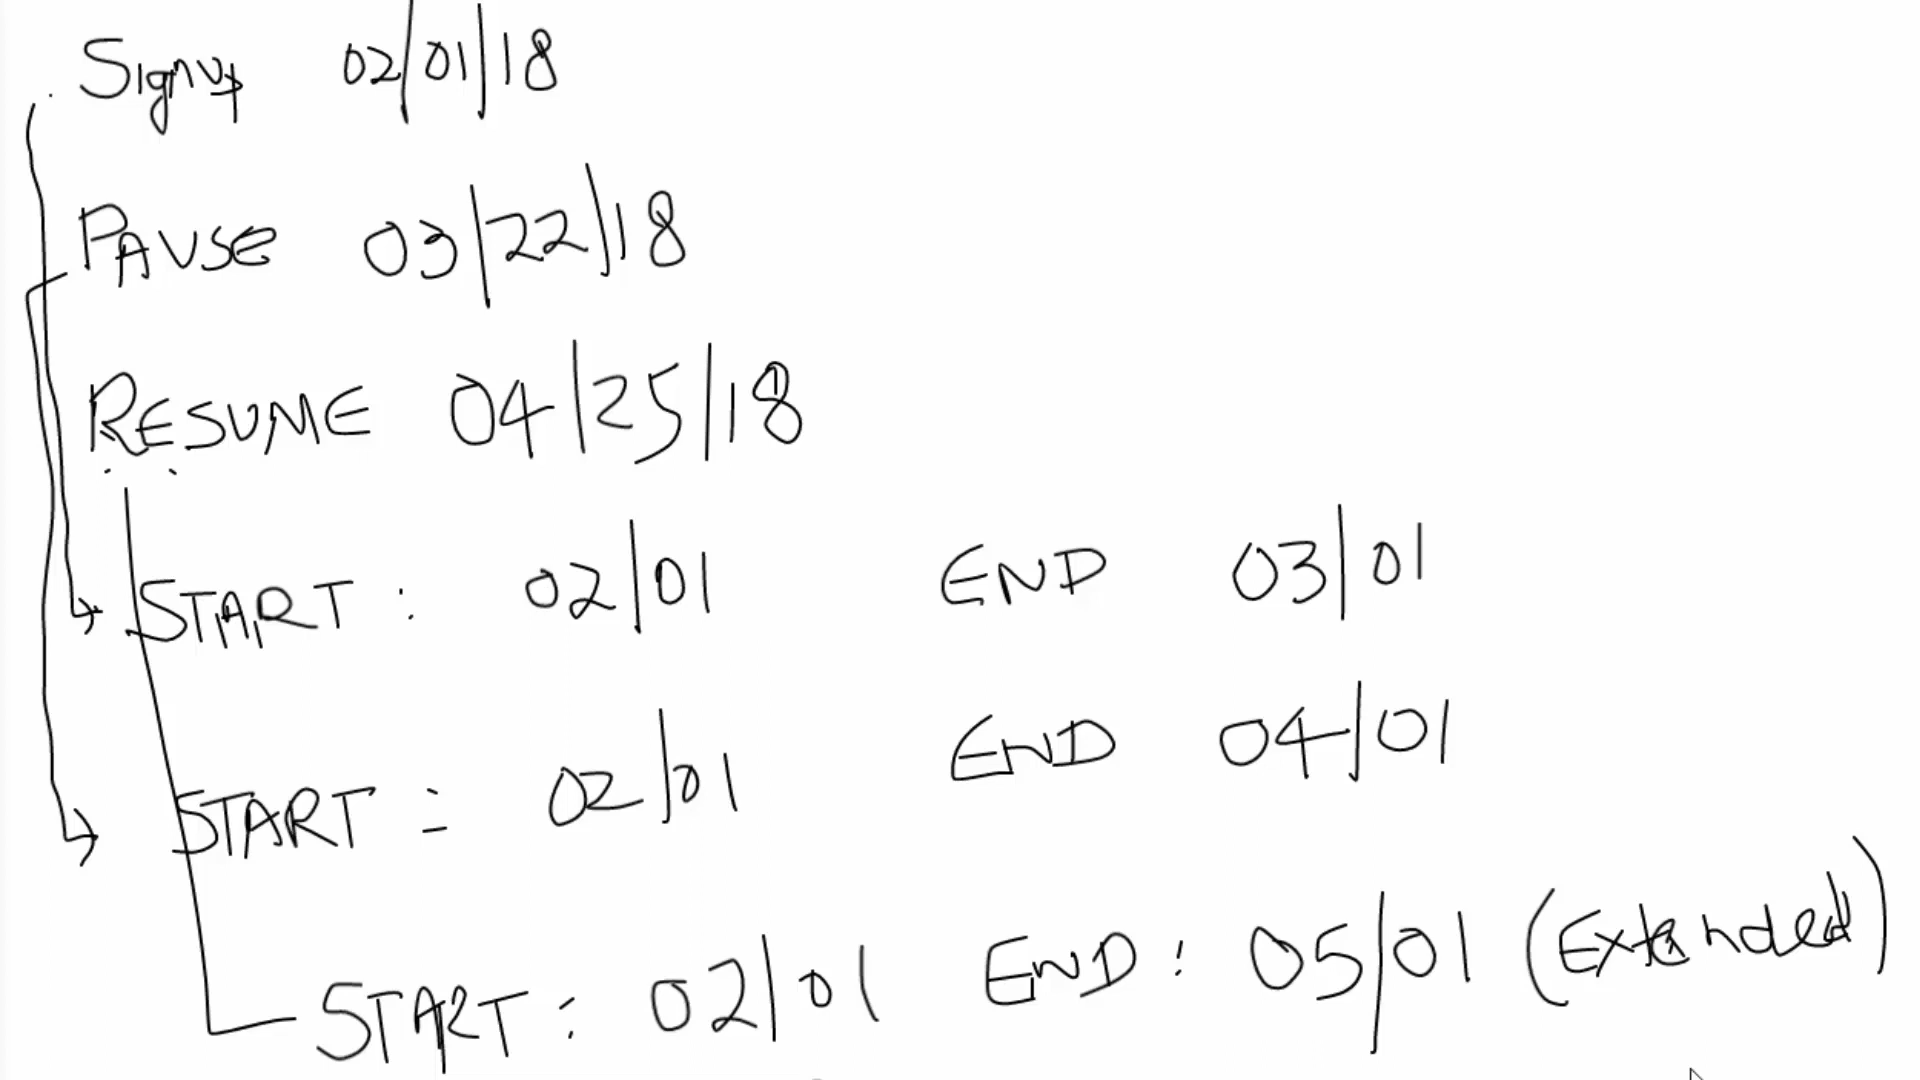 Signup 02/01/18
PAUSE 03/22/18
RESUME 04/25/18
START: 02/01 END 03/01
START: 02/01 END 04/01
START: 02/01 END: 05/01 (Extended)